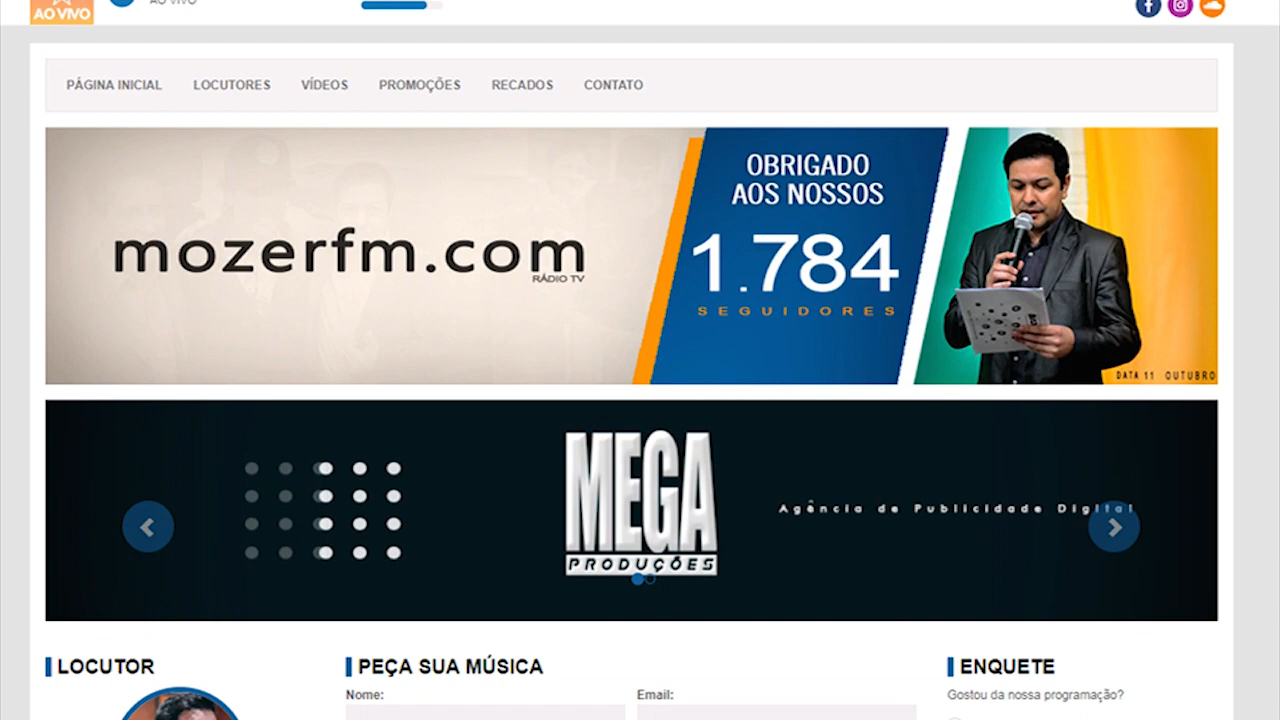 AO VIVO
AO VIVO
PÁGINA INICIAL LOCUTORES VÍDEOS PROMOÇÕES RECADOS CONTATO
mozerfm.com
RÁDIO TV
OBRIGADO
AOS NOSSOS
1.784
SEGUIDORES
DATA 11 OUTUBRO
MEGA
PRODUÇÕES
Agência de Publicidade Digital
LOCUTOR
PEÇA SUA MÚSICA
Nome:
Email:
ENQUETE
Gostou da nossa programação?